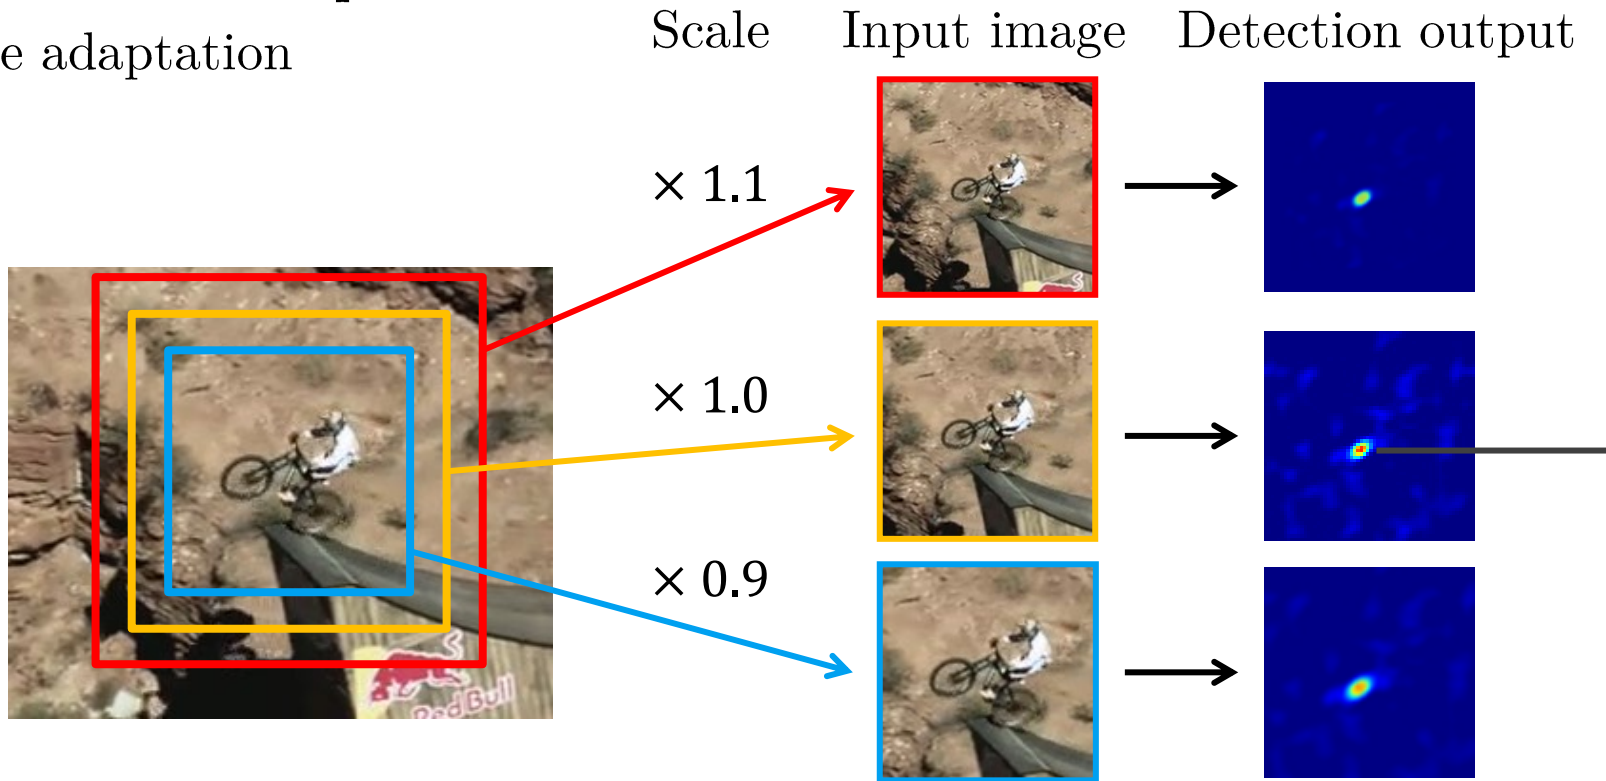 e adaptation
Scale Input image Detection output
× 1.1
× 1.0
× 0.9
Red Bull